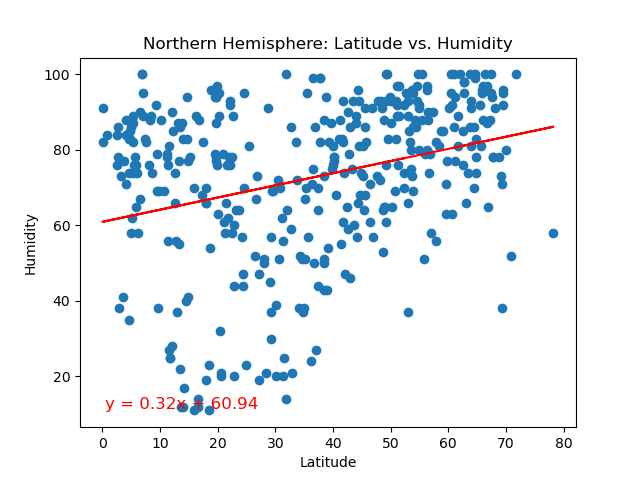 Northern Hemisphere: Latitude vs. Humidity
100
80
60
40
20
Humidity
y = 0.32x + 60.94
0 10 20 30 40 50 60 70 80
Latitude